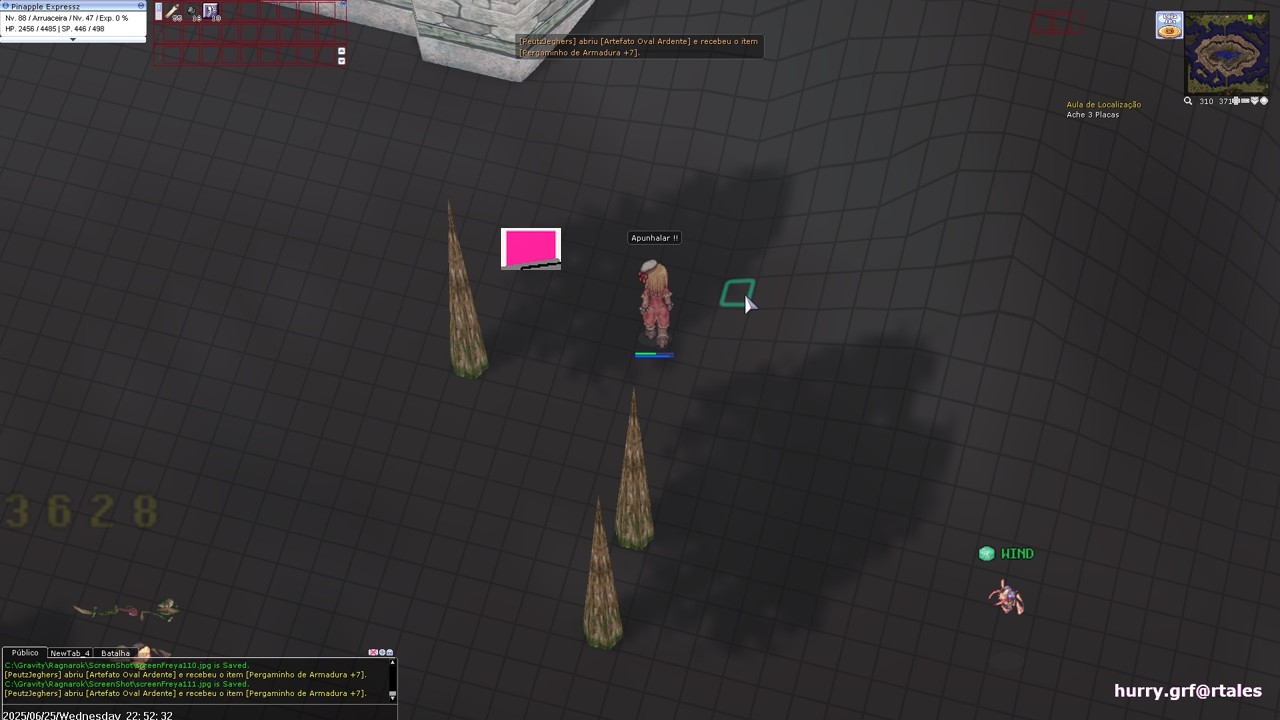 Pinapple Expressz
Nv. 88 / Arruaceira / Nv. 47 / Exp. 0 %
HP. 2456 / 4485 | SP. 446 / 498
[PeutzJeghers] abriu [Artefato Oval Ardente] e recebeu o item
[Pergaminho de Armadura +7].
310 371
Aula de Localização
Ache 3 Placas
Apunhalar !!
3628
WIND
Público NewTab_4 Batalha
C:\Gravity\Ragnarok\ScreenShot\screenFreya110.jpg is Saved.
[PeutzJeghers] abriu [Artefato Oval Ardente] e recebeu o item [Pergaminho de Armadura +7].
C:\Gravity\Ragnarok\ScreenShot\screenFreya111.jpg is Saved.
[PeutzJeghers] abriu [Artefato Oval Ardente] e recebeu o item [Pergaminho de Armadura +7].
2025/06/25/Wednesday 22:52:32
hurry.grf@rtales